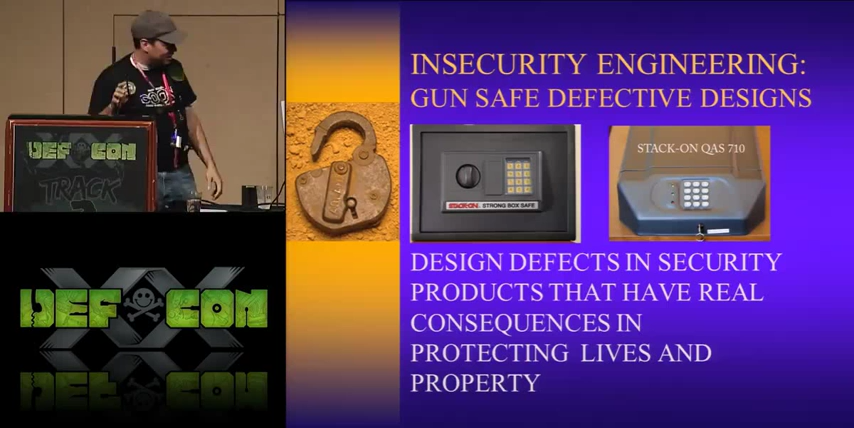 DEF CON
TRACK
DEF CON
XX
INSECURITY ENGINEERING:
GUN SAFE DEFECTIVE DESIGNS
STACK-ON STRONG BOX SAFE
STACK-ON QAS 710
DESIGN DEFECTS IN SECURITY
PRODUCTS THAT HAVE REAL
CONSEQUENCES IN
PROTECTING LIVES AND
PROPERTY